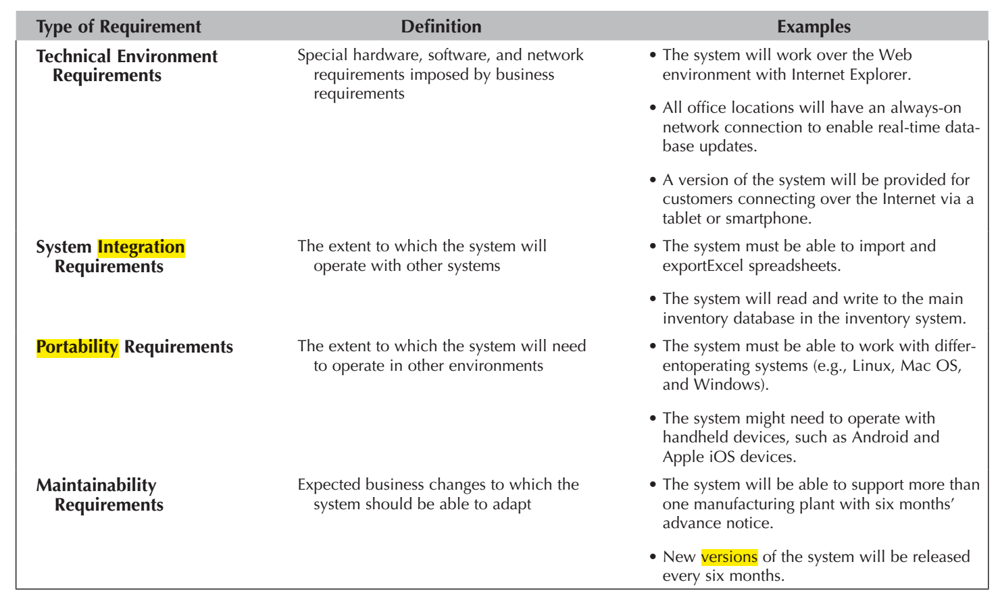 Type of Requirement Definition Examples
Technical Environment
Requirements
Special hardware, software, and network
requirements imposed by business
requirements
• The system will work over the Web
environment with Internet Explorer.
• All office locations will have an always-on
network connection to enable real-time data-
base updates.
• A version of the system will be provided for
customers connecting over the Internet via a
tablet or smartphone.
System Integration
Requirements
The extent to which the system will
operate with other systems
• The system must be able to import and
exportExcel spreadsheets.
• The system will read and write to the main
inventory database in the inventory system.
Portability Requirements
The extent to which the system will need
to operate in other environments
• The system must be able to work with differ-
entoperating systems (e.g., Linux, Mac OS,
and Windows).
• The system might need to operate with
handheld devices, such as Android and
Apple iOS devices.
Maintainability
Requirements
Expected business changes to which the
system should be able to adapt
• The system will be able to support more than
one manufacturing plant with six months’
advance notice.
• New versions of the system will be released
every six months.